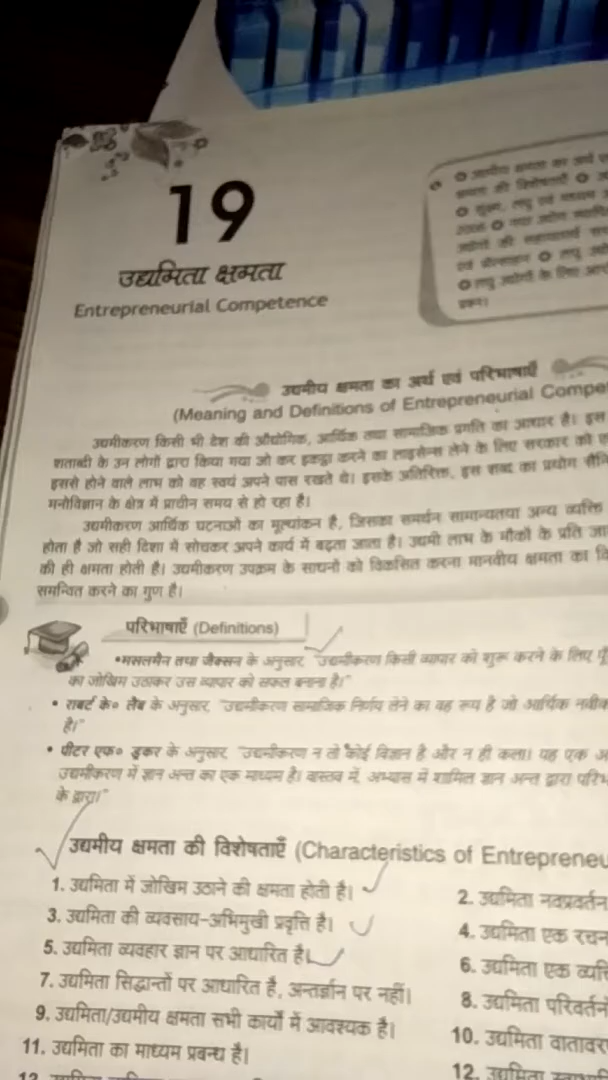 19
उद्यमिता क्षमता
Entrepreneurial Competence
उद्यमीय क्षमता का अर्थ एवं परिभाषाएँ
(Meaning and Definitions of Entrepreneurial Compe
उद्यमीकरण किसी भी देश की औद्योगिक, आर्थिक तथा सामाजिक प्रगति का आधार है। इस
शताब्दी के उन लोगों द्वारा किया गया जो कर इकट्ठा करने का लाइसेन्स लेने के लिए सरकार को ए
इससे होने वाले लाभ को वह स्वयं अपने पास रखते थे। इसके अतिरिक्त, इस शब्द का प्रयोग सैनि
मनोविज्ञान के क्षेत्र में प्राचीन समय से हो रहा है।
उद्यमीकरण आर्थिक घटनाओं का मूल्यांकन है, जिसका समर्थन सामान्यतया अन्य व्यक्ति
होता है जो सही दिशा में सोचकर अपने कार्य में बढ़ता जाता है। उद्यमी लाभ के मौकों के प्रति जा
की ही क्षमता होती है। उद्यमीकरण उपक्रम के साधनों को विकसित करना मानवीय क्षमता का वि
समन्वित करने का गुण है।
परिभाषाएँ (Definitions)
•मसलमैन तथा जैक्सन के अनुसार, "उद्यमीकरण किसी व्यापार को शुरू करने के लिए पूँ
का जोखिम उठाकर उस व्यापार को सफल बनाना है।"
• राबर्ट के० लैब के अनुसार, "उद्यमीकरण सामाजिक निर्णय लेने का वह रूप है जो आर्थिक नवीक
है।"
• पीटर एफ० ड्रकर के अनुसार, "उद्यमीकरण न तो कोई विज्ञान है और न ही कला। यह एक अ
उद्यमीकरण में ज्ञान अन्त का एक माध्यम है। वास्तव में, अभ्यास में शामिल ज्ञान अन्त द्वारा परिभ
के द्वारा।"
उद्यमीय क्षमता की विशेषताएँ (Characteristics of Entrepreneu
1. उद्यमिता में जोखिम उठाने की क्षमता होती है।
2. उद्यमिता नवप्रवर्तन
3. उद्यमिता की व्यवसाय-अभिमुखी प्रवृत्ति है।
4. उद्यमिता एक रचन
5. उद्यमिता व्यवहार ज्ञान पर आधारित है।
6. उद्यमिता एक व्यक्ति
7. उद्यमिता सिद्धान्तों पर आधारित है, अन्तर्ज्ञान पर नहीं।
8. उद्यमिता परिवर्तन
9. उद्यमिता/उद्यमीय क्षमता सभी कार्यों में आवश्यक है।
10. उद्यमिता वातावर
11. उद्यमिता का माध्यम प्रबन्ध है।
12. उद्यमिता